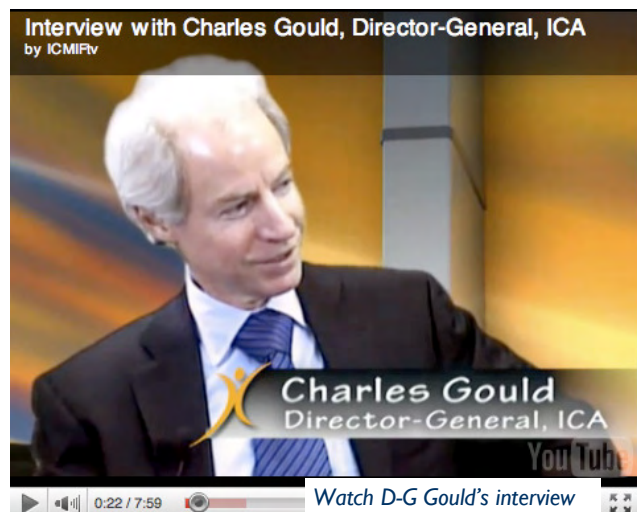 Interview with Charles Gould, Director-General, ICA
by ICMIFtv
Charles Gould
Director-General, ICA
YouTube
0:22 / 7:59
Watch D-G Gould's interview